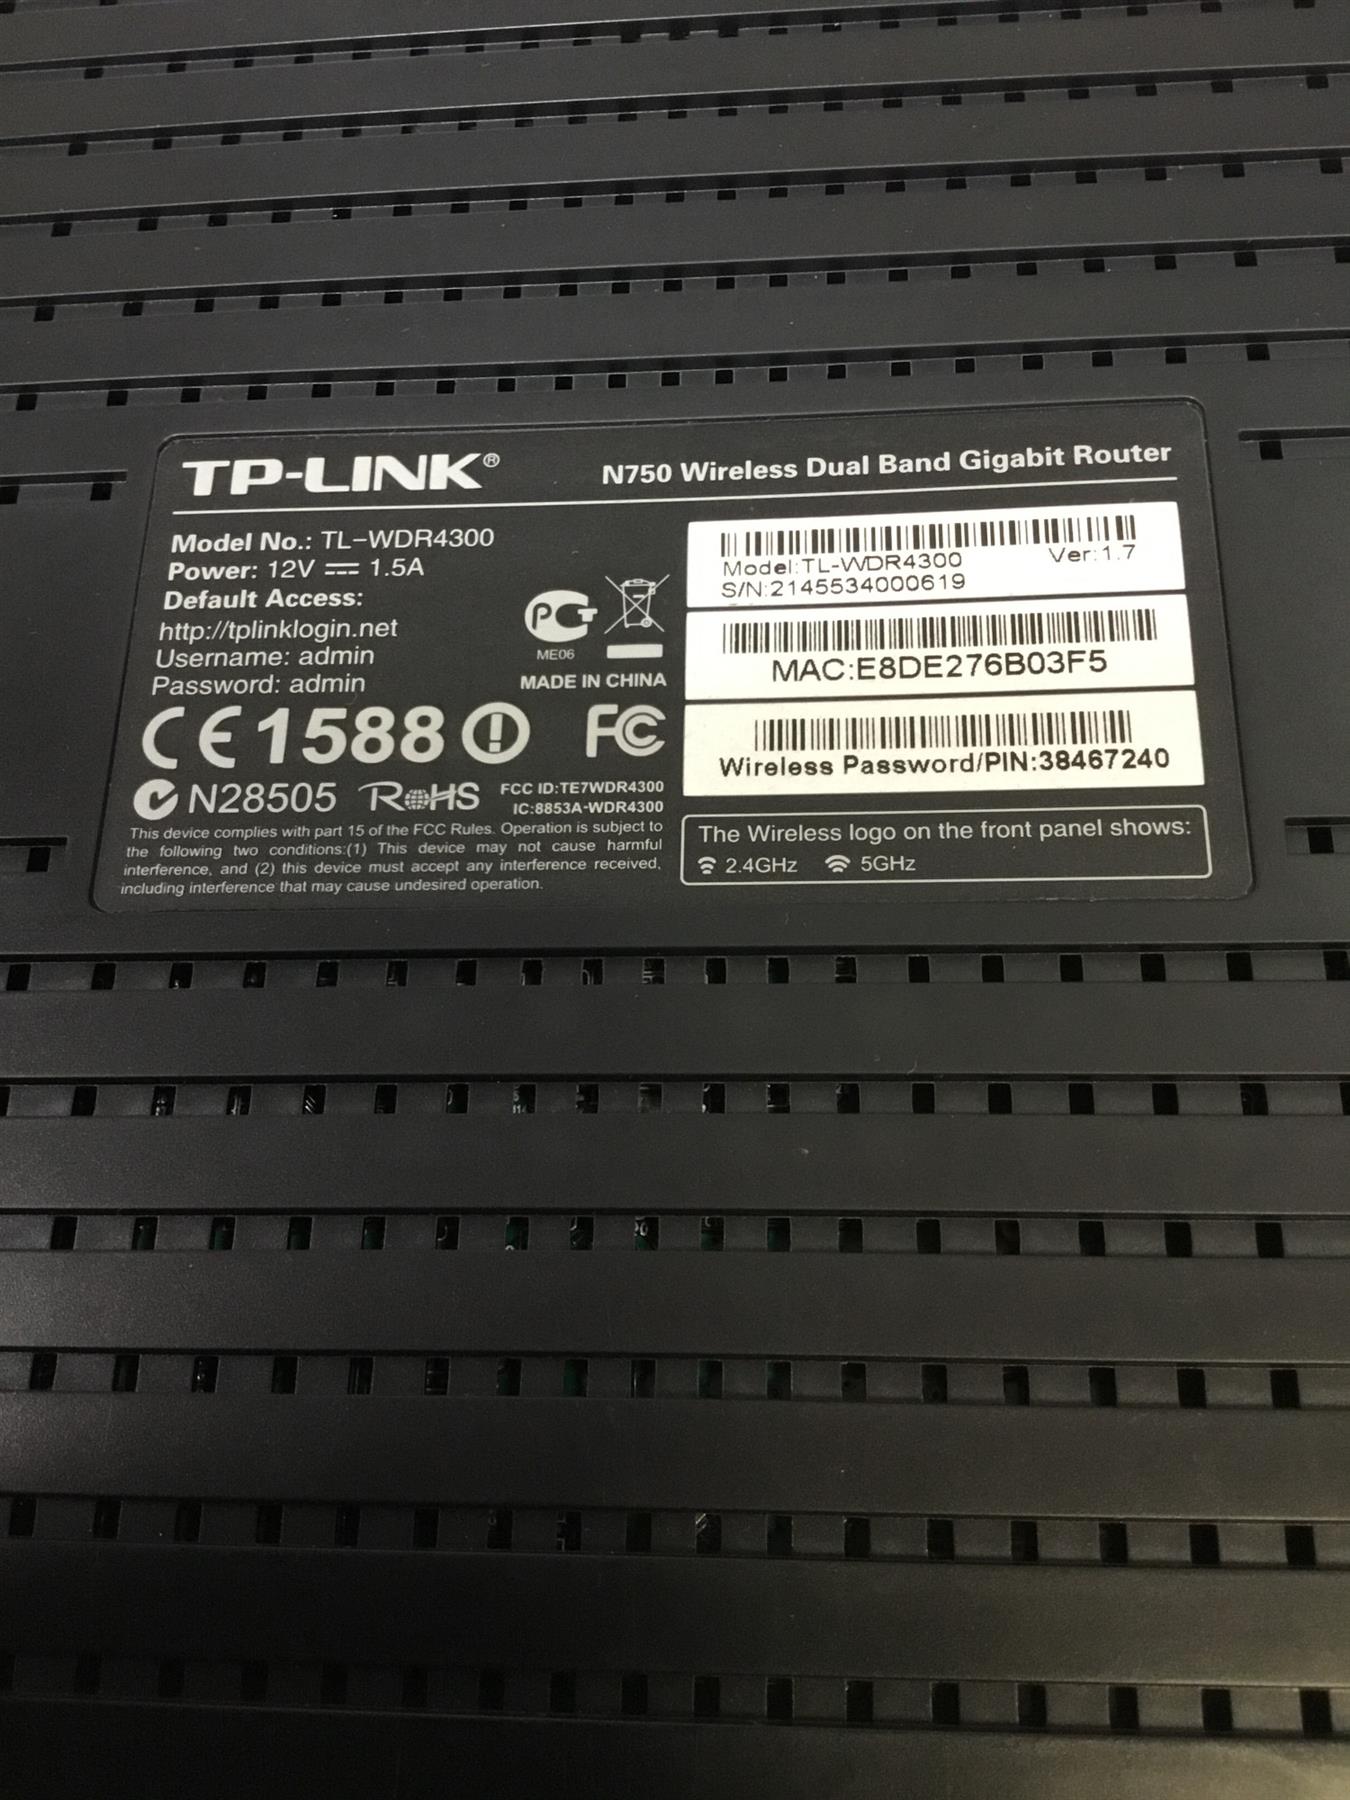 TP-LINK®
N750 Wireless Dual Band Gigabit Router
Model No.: TL-WDR4300
Power: 12V ⎓ 1.5A
Default Access:
http://tplinklogin.net
Username: admin
Password: admin
PG
ME06
MADE IN CHINA
CE1588
FC
N28505
RoHS
FCC ID:TE7WDR4300
IC:8853A-WDR4300
This device complies with part 15 of the FCC Rules. Operation is subject to
the following two conditions:(1) This device may not cause harmful
interference, and (2) this device must accept any interference received,
including interference that may cause undesired operation.
Model:TL-WDR4300 Ver:1.7
S/N:2145534000619
MAC:E8DE276B03F5
Wireless Password/PIN:38467240
The Wireless logo on the front panel shows:
2.4GHz 5GHz